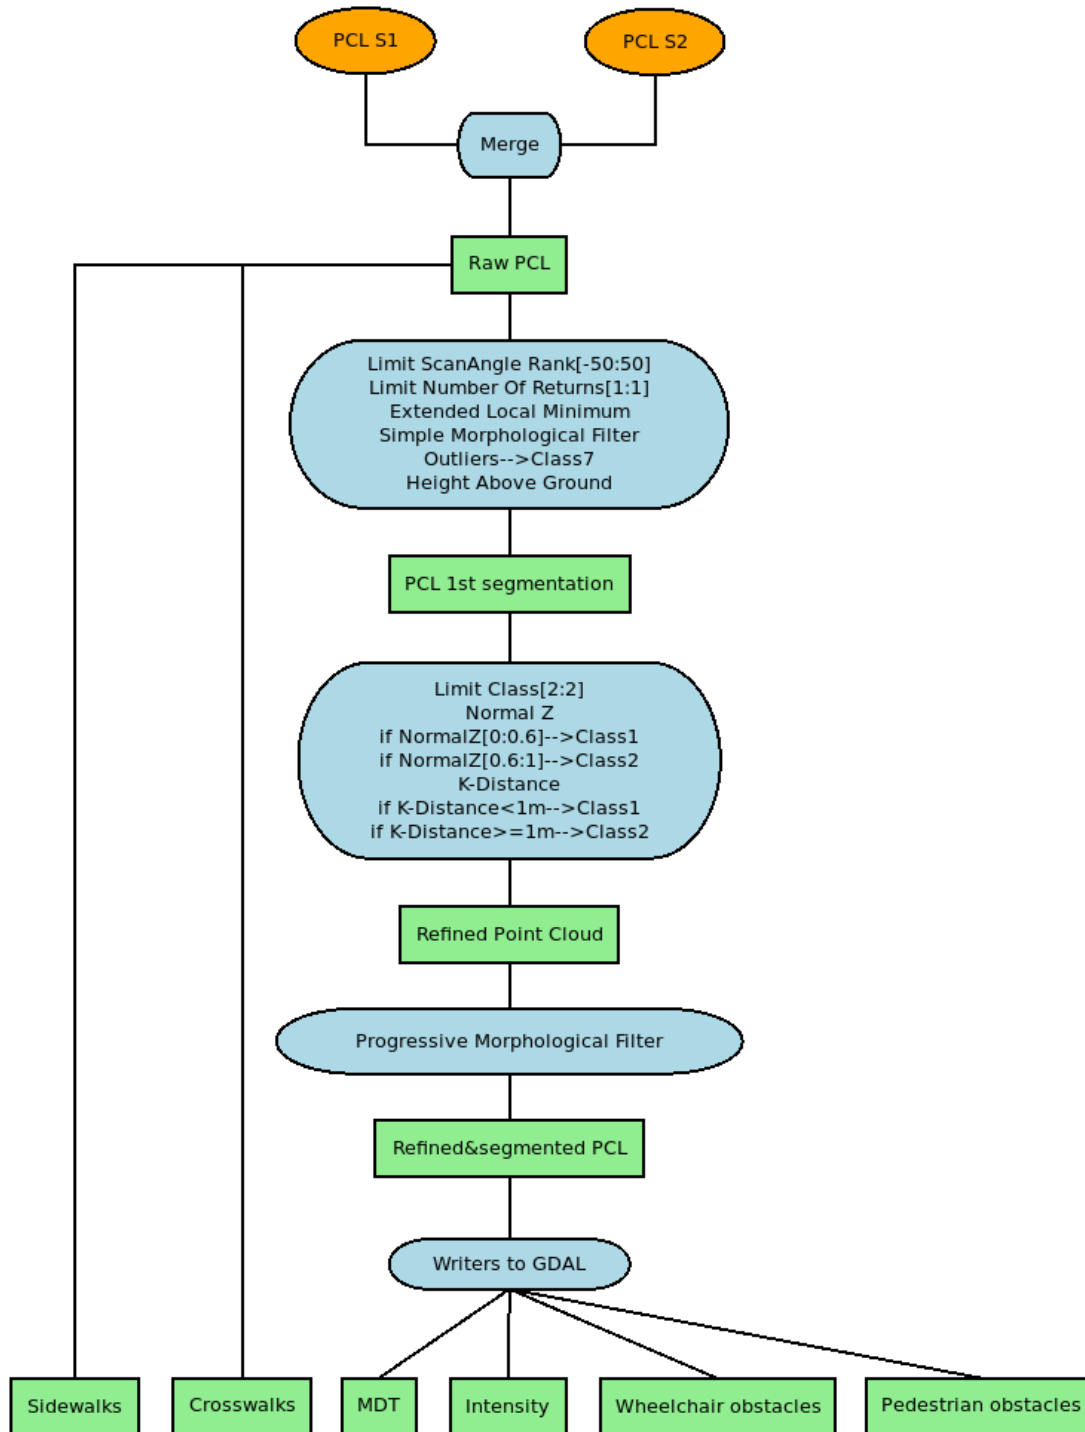 PCL S1
PCL S2
Merge
Raw PCL
Limit ScanAngle Rank[-50:50]
Limit Number Of Returns[1:1]
Extended Local Minimum
Simple Morphological Filter
Outliers-->Class7
Height Above Ground
PCL 1st segmentation
Limit Class[2:2]
Normal Z
if NormalZ[0:0.6]-->Class1
if NormalZ[0.6:1]-->Class2
K-Distance
if K-Distance<1m-->Class1
if K-Distance>=1m-->Class2
Refined Point Cloud
Progressive Morphological Filter
Refined&segmented PCL
Writers to GDAL
Sidewalks
Crosswalks
MDT
Intensity
Wheelchair obstacles
Pedestrian obstacles